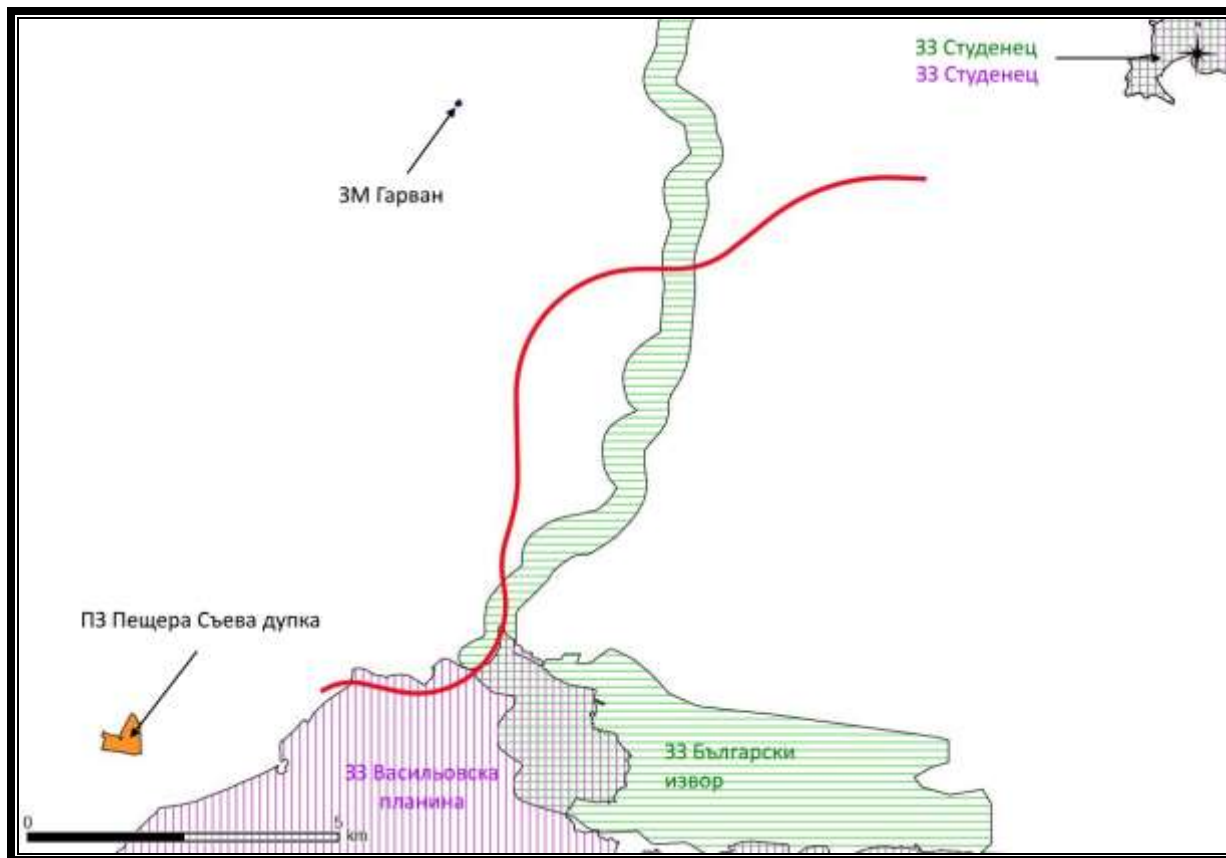 ЗЗ Студенец
ЗЗ Студенец
N
ЗМ Гарван
ПЗ Пещера Съева дупка
ЗЗ Български
извор
ЗЗ Васильовска
планина
0 5
km